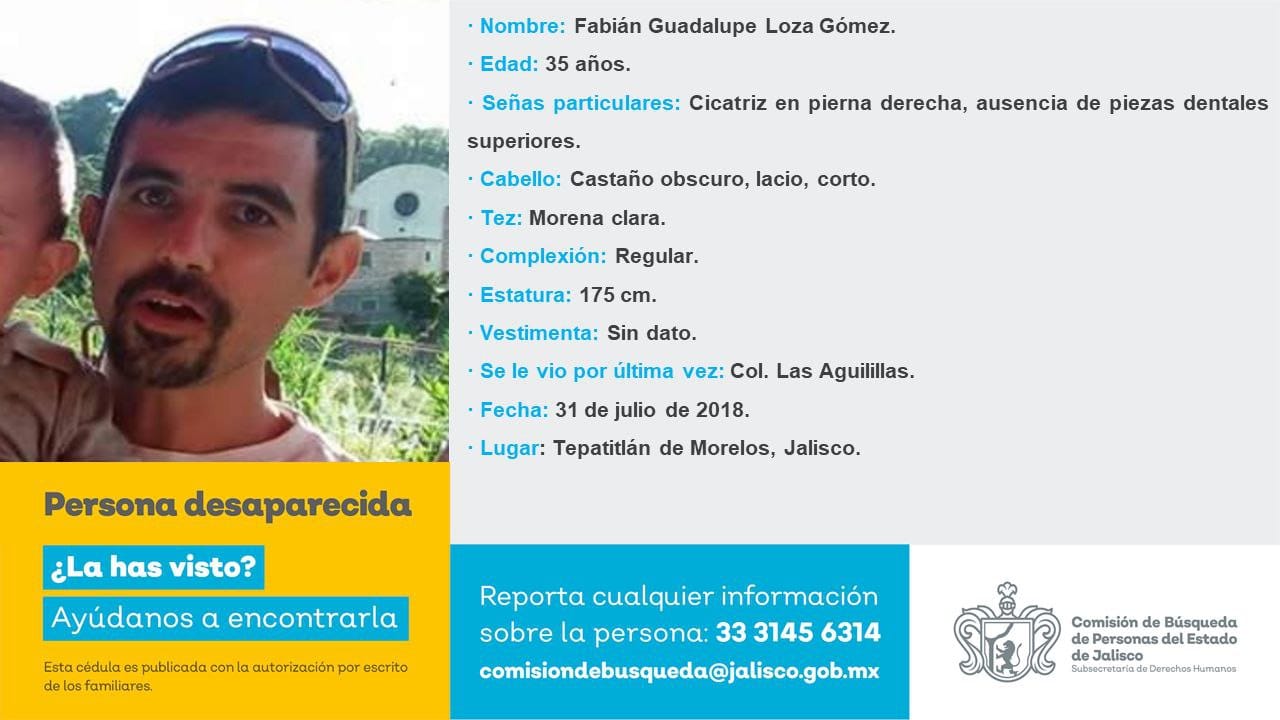 · Nombre: Fabián Guadalupe Loza Gómez.
· Edad: 35 años.
· Señas particulares: Cicatriz en pierna derecha, ausencia de piezas dentales
superiores.
· Cabello: Castaño obscuro, lacio, corto.
· Tez: Morena clara.
· Complexión: Regular.
· Estatura: 175 cm.
· Vestimenta: Sin dato.
· Se le vio por última vez: Col. Las Aguilillas.
· Fecha: 31 de julio de 2018.
· Lugar: Tepatitlán de Morelos, Jalisco.
Persona desaparecida
¿La has visto?
Ayúdanos a encontrarla
Esta cédula es publicada con la autorización por escrito
de los familiares.
Reporta cualquier información
sobre la persona: 33 3145 6314
comisiondebusqueda@jalisco.gob.mx
Comisión de Búsqueda
de Personas del Estado
de Jalisco
Subsecretaría de Derechos Humanos